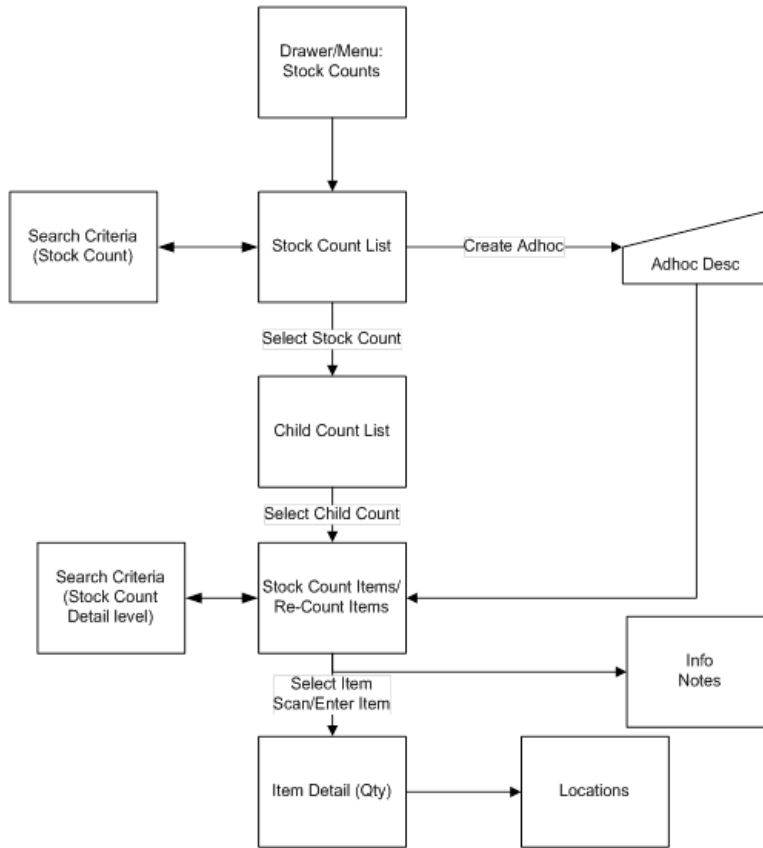 Drawer/Menu:
Stock Counts
Search Criteria
(Stock Count)
Stock Count List
Create Adhoc
Adhoc Desc
Select Stock Count
Child Count List
Select Child Count
Search Criteria
(Stock Count
Detail level)
Stock Count Items/
Re-Count Items
Info
Notes
Select Item
Scan/Enter Item
Item Detail (Qty)
Locations